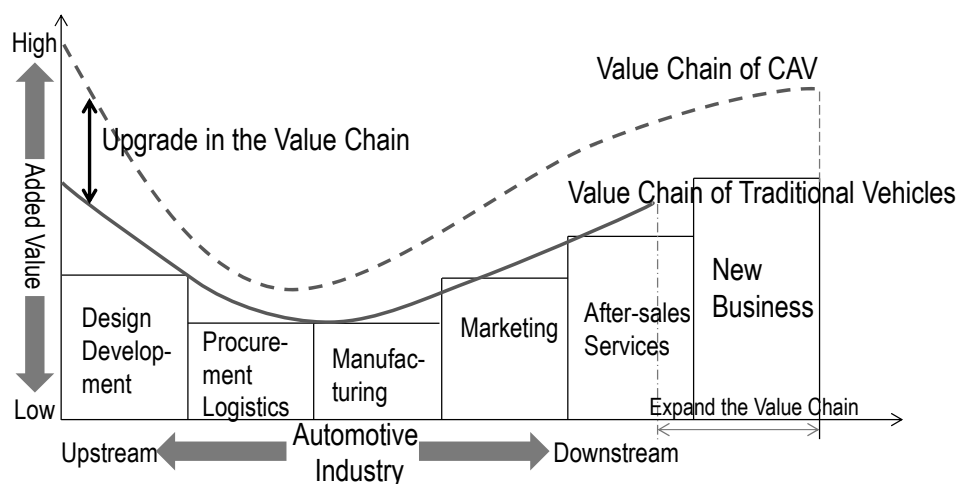 High
Value Chain of CAV
Upgrade in the Value Chain
Added Value
Value Chain of Traditional Vehicles
Design
Develop-
ment
Procure-
ment
Logistics
Manufac-
turing
Marketing
After-sales
Services
New
Business
Low
Expand the Value Chain
Upstream
Automotive
Industry
Downstream